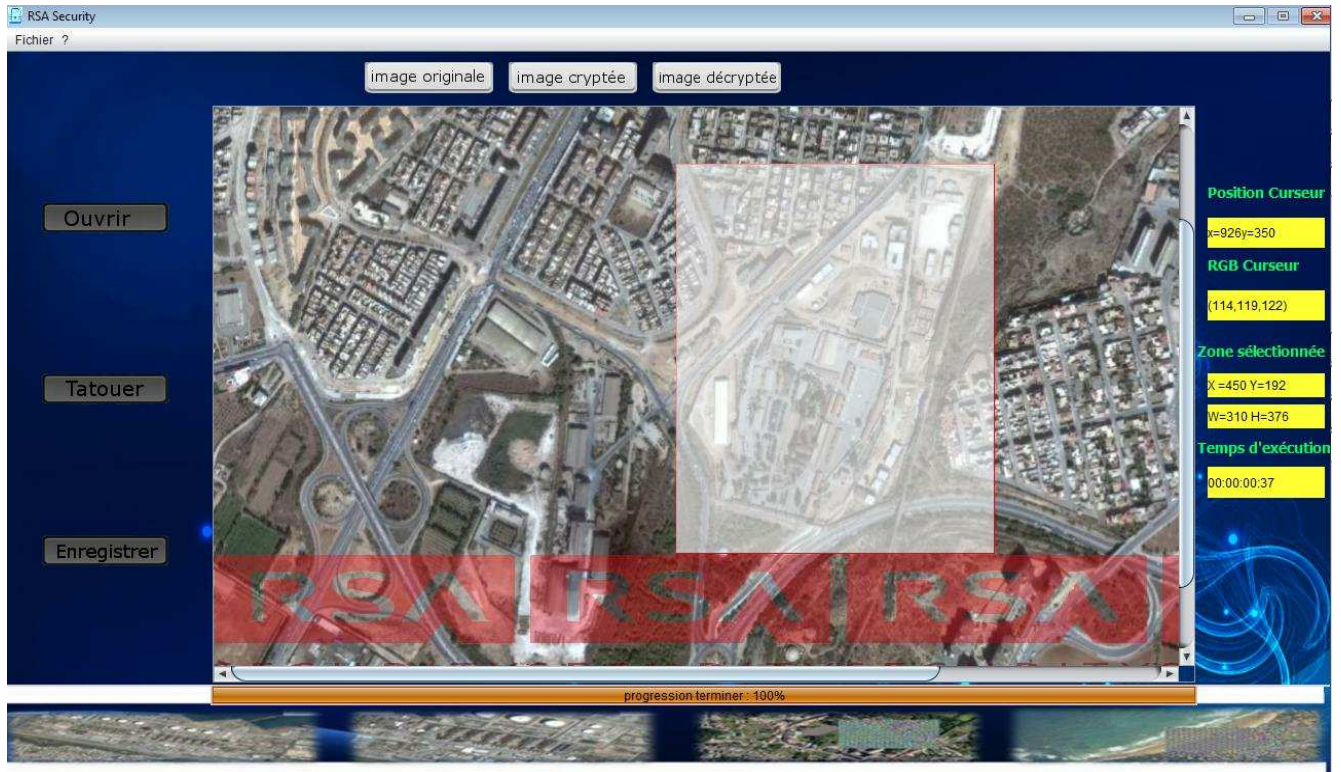 RSA Security
Fichier ?
image originale image cryptée image décryptée
Position Curseur
Ouvrir
x=926y=350
RGB Curseur
(114,119,122)
Zone sélectionnée
Tatouer
X =450 Y=192
W=310 H=376
Temps d'exécution
00:00:00:37
Enregistrer
RSA RSA RSA
progression terminer : 100%